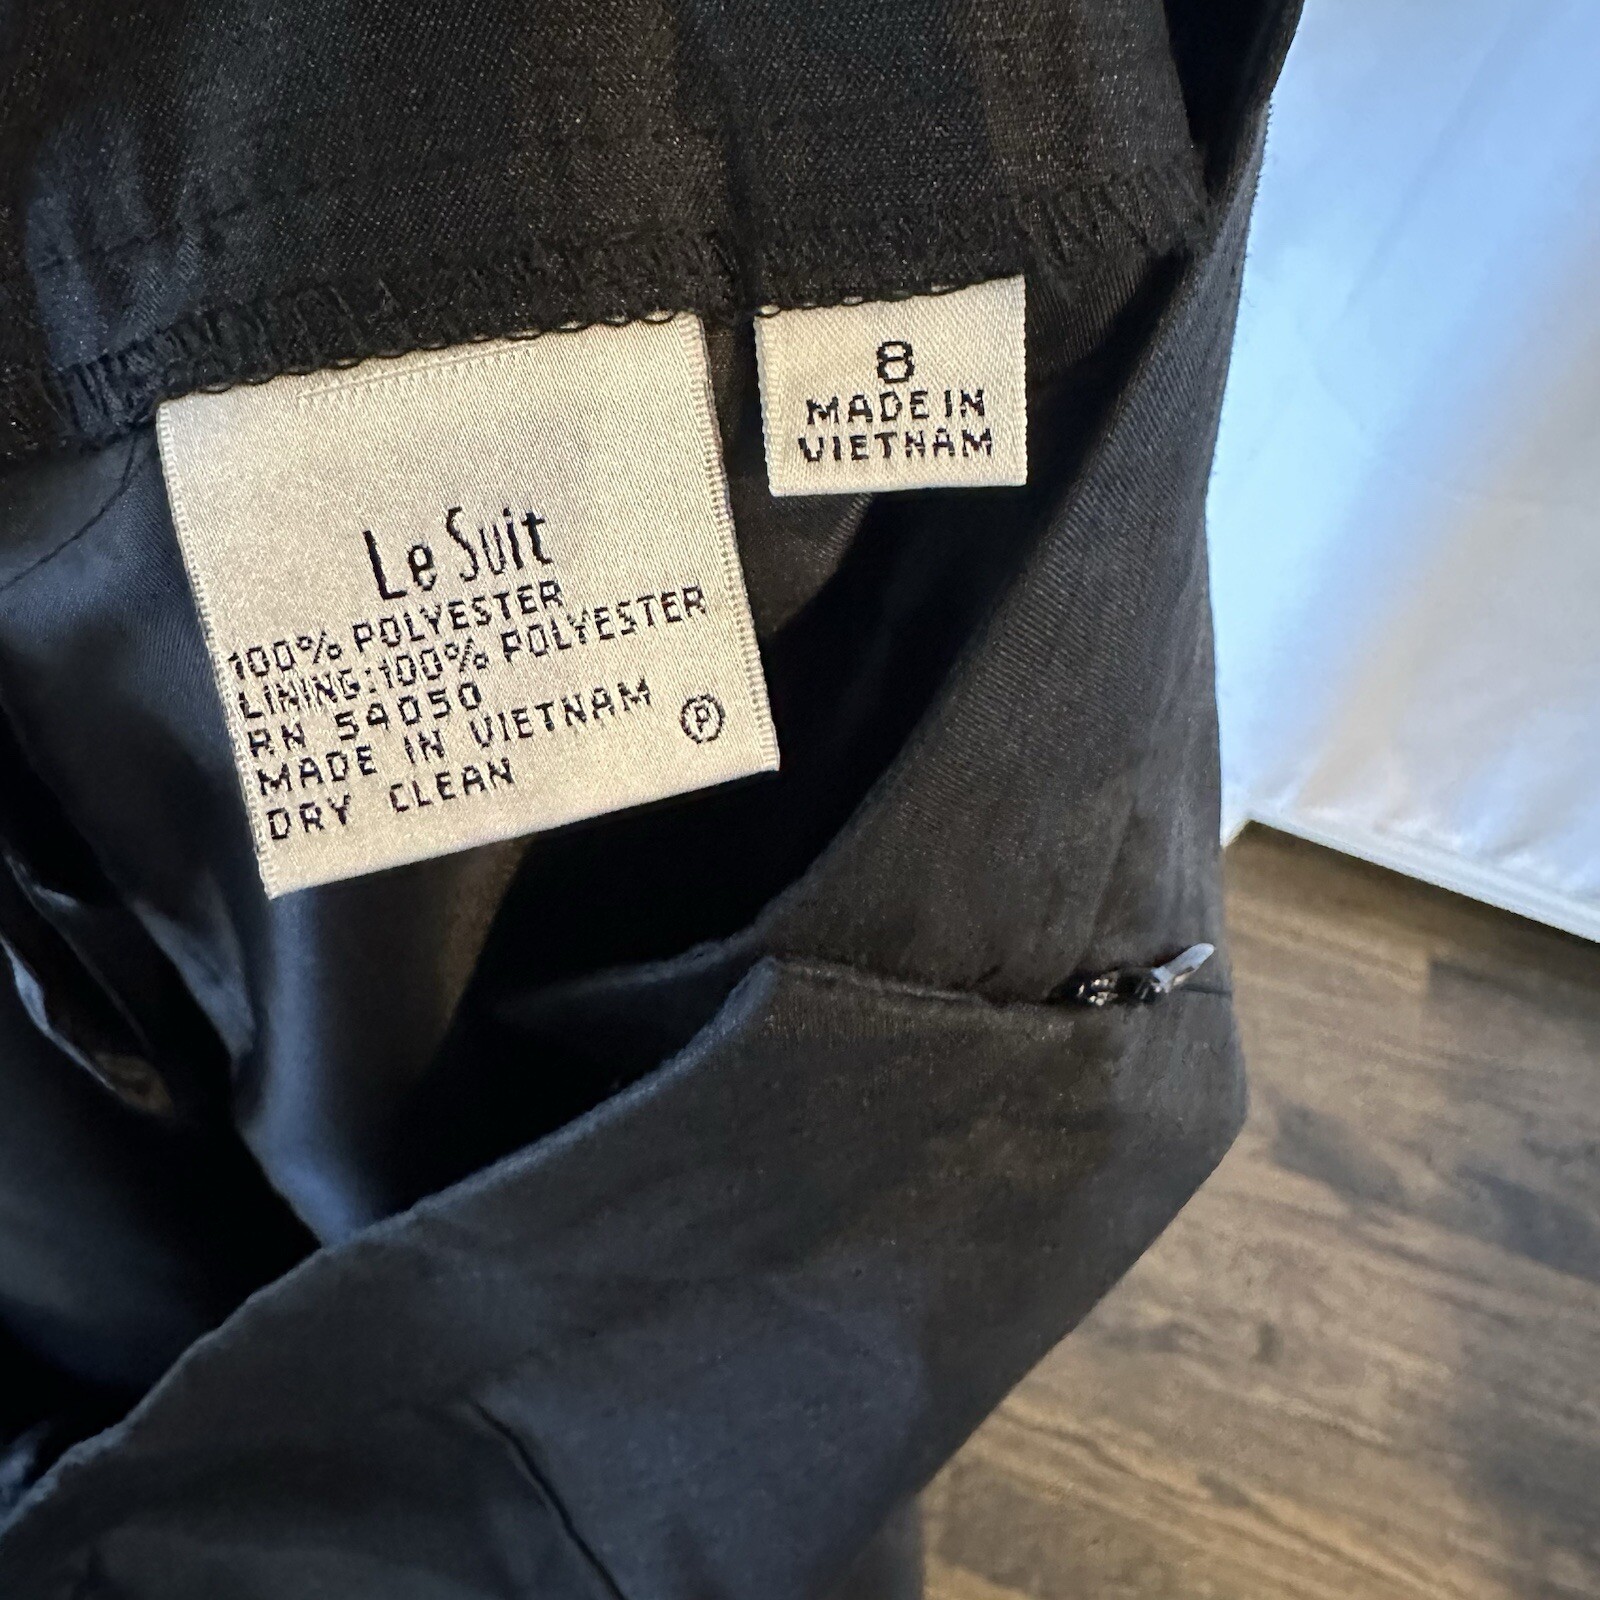 Le Suit
100% POLYESTER
LINING:100% POLYESTER
RN 54050
MADE IN VIETNAM
DRY CLEAN
P
8
MADE IN
VIETNAM